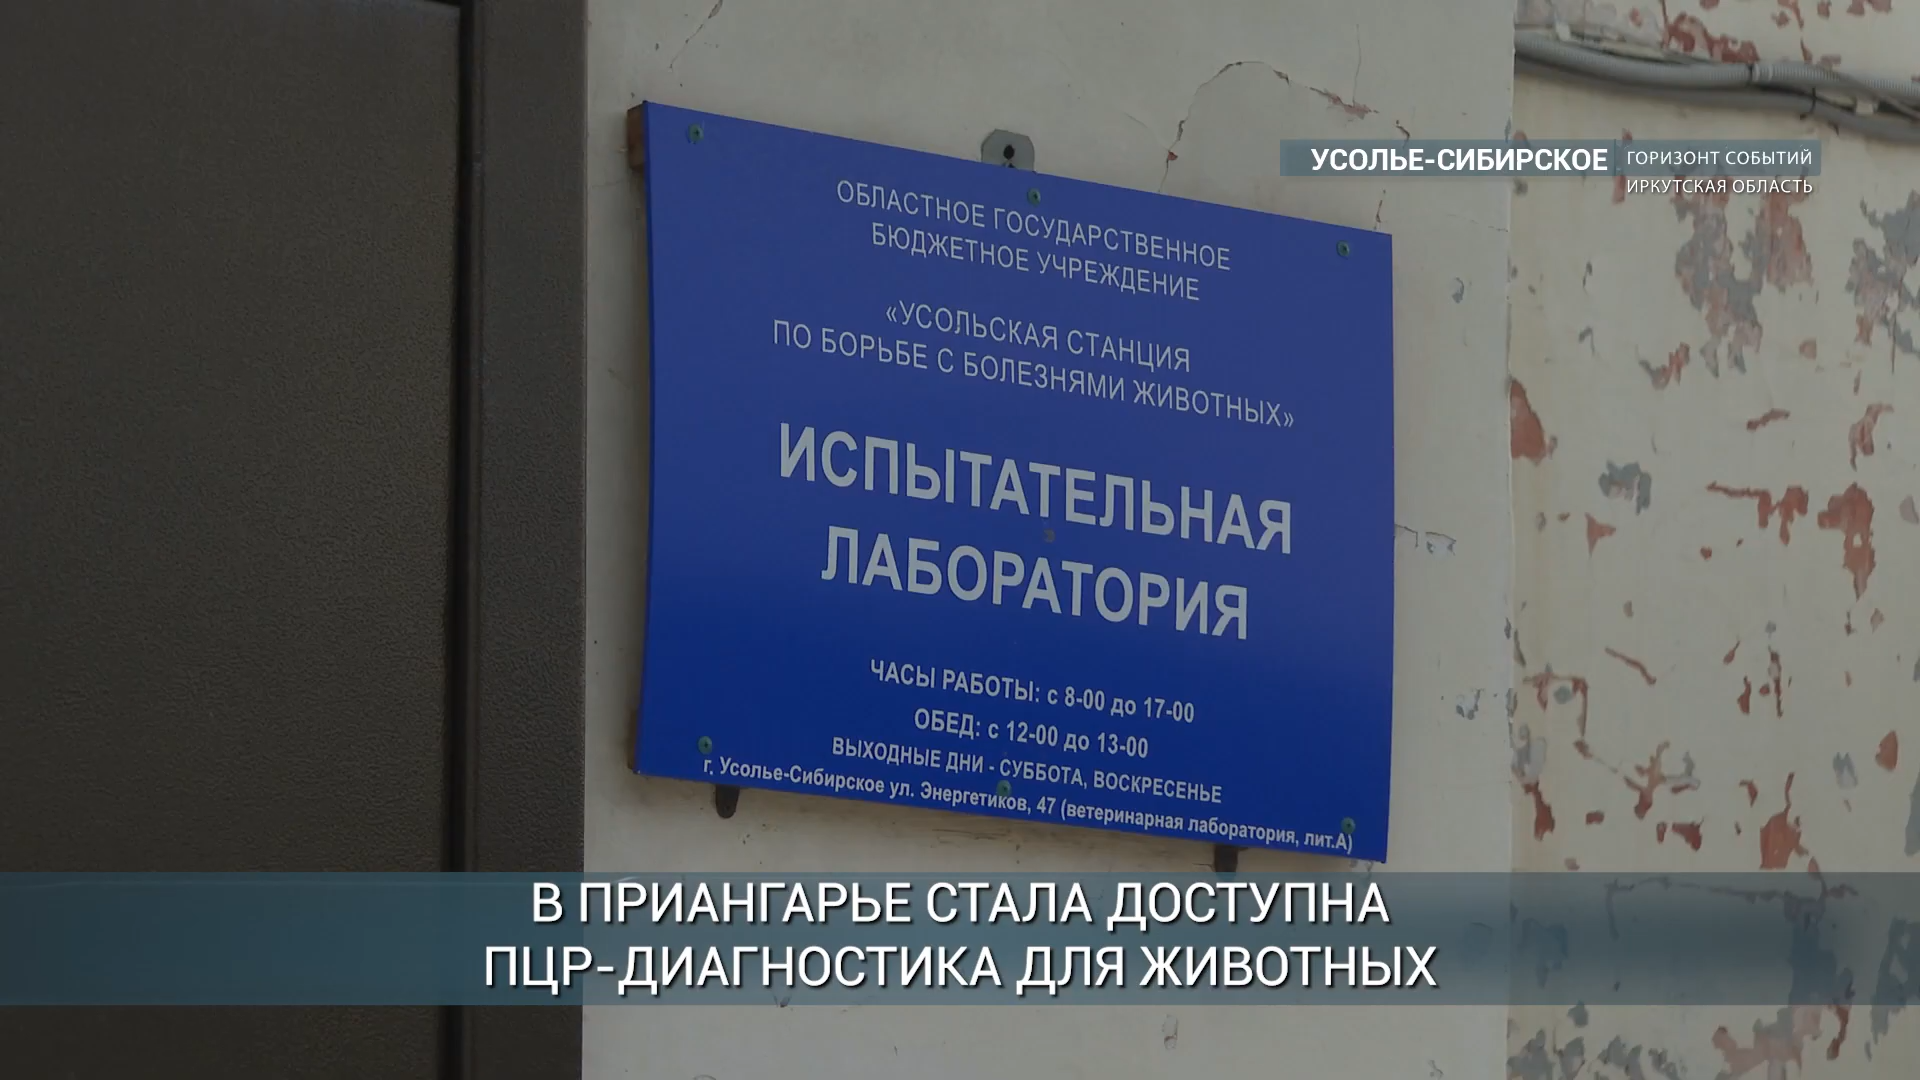 УСОЛЬЕ-СИБИРСКОЕ
ГОРИЗОНТ СОБЫТИЙ
ИРКУТСКАЯ ОБЛАСТЬ
ОБЛАСТНОЕ ГОСУДАРСТВЕННОЕ
БЮДЖЕТНОЕ УЧРЕЖДЕНИЕ
«УСОЛЬСКАЯ СТАНЦИЯ
ПО БОРЬБЕ С БОЛЕЗНЯМИ ЖИВОТНЫХ»
ИСПЫТАТЕЛЬНАЯ
ЛАБОРАТОРИЯ
ЧАСЫ РАБОТЫ: с 8-00 до 17-00
ОБЕД: с 12-00 до 13-00
ВЫХОДНЫЕ ДНИ - СУББОТА, ВОСКРЕСЕНЬЕ
г. Усолье-Сибирское ул. Энергетиков, 47 (ветеринарная лаборатория, лит.А)
В ПРИАНГАРЬЕ СТАЛА ДОСТУПНА
ПЦР-ДИАГНОСТИКА ДЛЯ ЖИВОТНЫХ